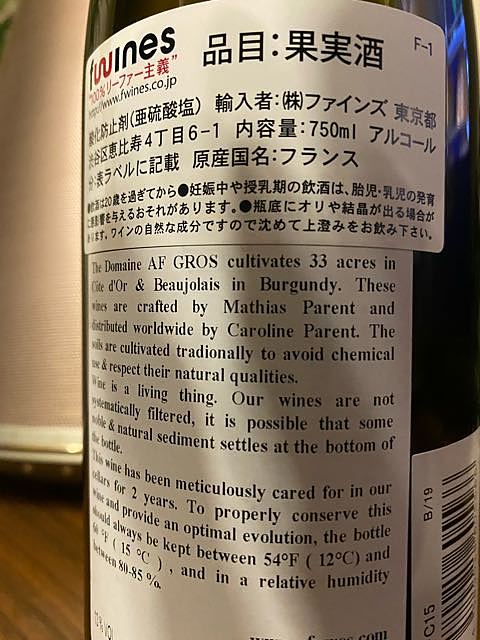 fwines
"100%リーファー主義"
http://www.fwines.co.jp
品目：果実酒
F-1
酸化防止剤(亜硫酸塩) 輸入者：㈱ファインズ 東京都
渋谷区恵比寿4丁目6-1 内容量：750ml アルコール
分：表ラベルに記載 原産国名：フランス
●飲酒は20歳を過ぎてから●妊娠中や授乳期の飲酒は、胎児・乳児の発育
に悪影響を与えるおそれがあります。●瓶底にオリや結晶が出る場合が
あります。ワインの自然な成分ですので沈めて上澄みをお飲み下さい。
The Domaine AF GROS cultivates 33 acres in
Côte d'Or & Beaujolais in Burgundy. These
wines are crafted by Mathias Parent and
distributed worldwide by Caroline Parent. The
soils are cultivated tradionally to avoid chemical
use & respect their natural qualities.
Wine is a living thing. Our wines are not
systematically filtered, it is possible that some
noble & natural sediment settles at the bottom of
the bottle.
This wine has been meticulously cared for in our
cellars for 2 years. To properly conserve this
wine and provide an optimal evolution, the bottle
should always be kept between 54°F ( 12°C) and
60 °F ( 15 °C ) , and in a relative humidity
between 80-85 %.
B/19
C15